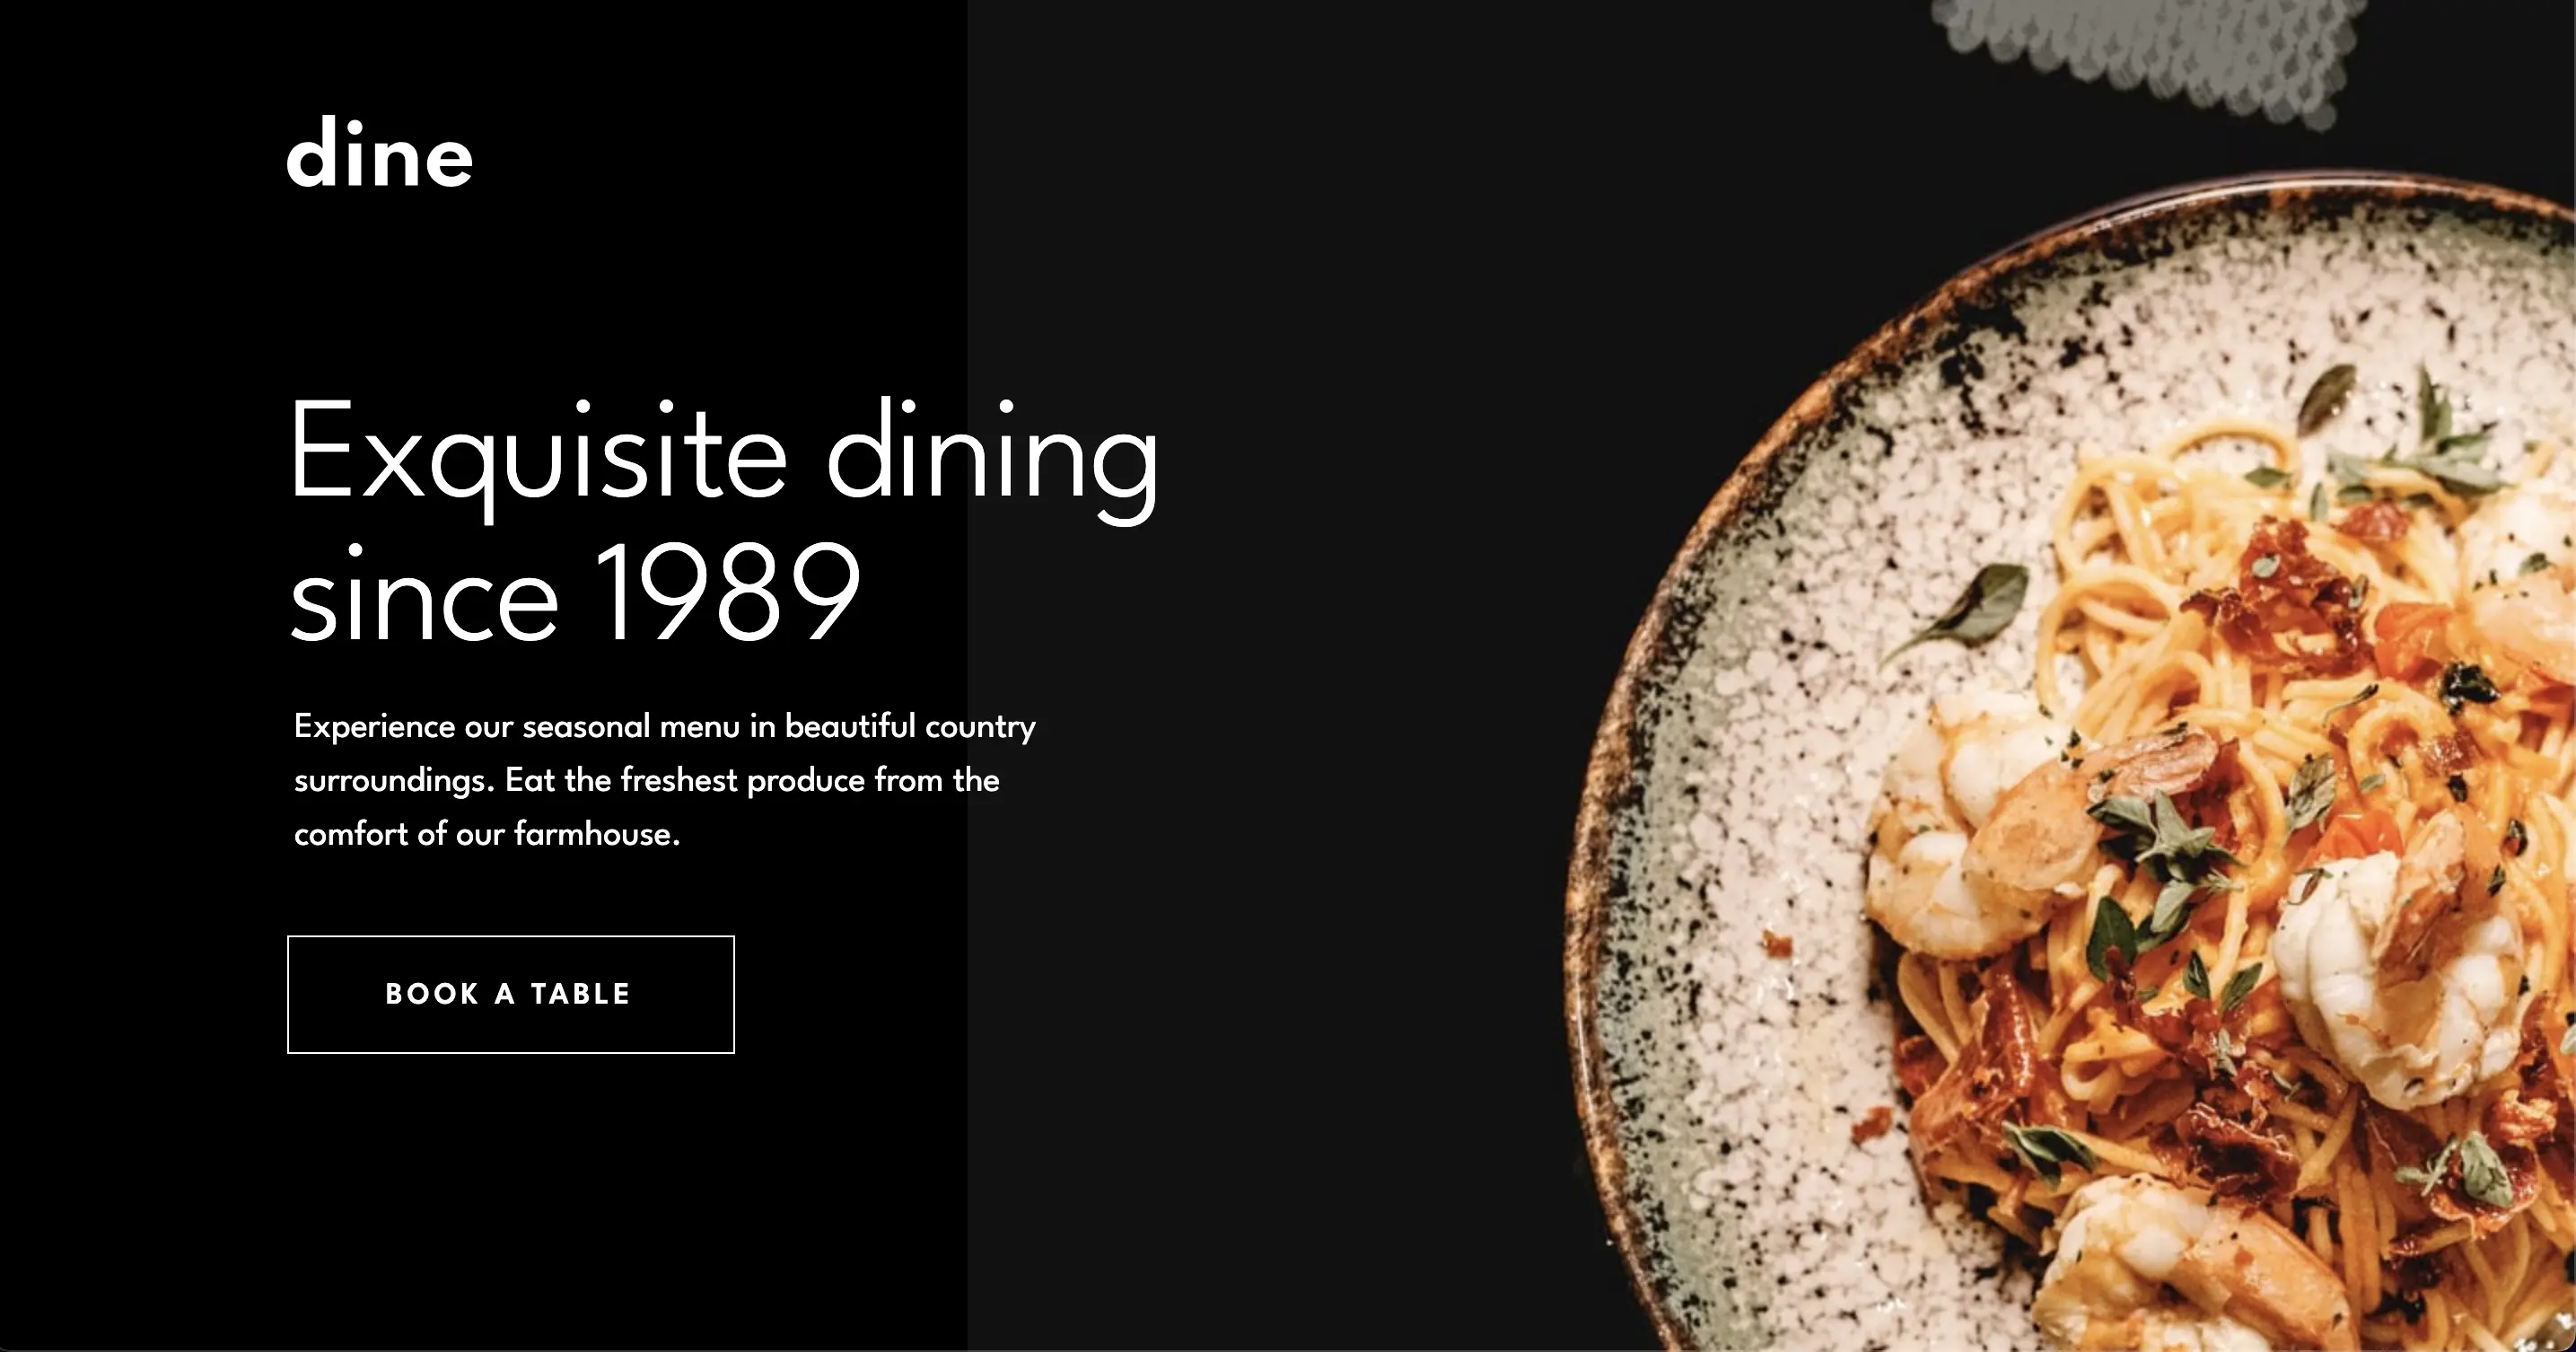 dine
Exquisite dining
since 1989
Experience our seasonal menu in beautiful country
surroundings. Eat the freshest produce from the
comfort of our farmhouse.
BOOK A TABLE